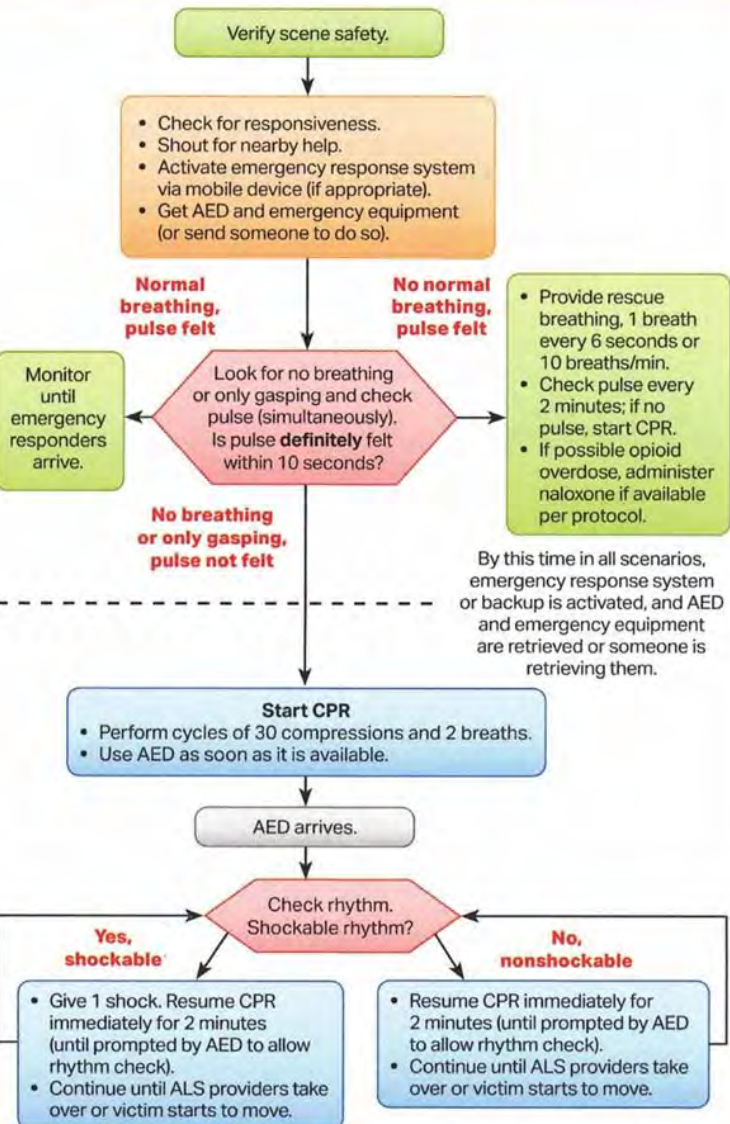 Verify scene safety.
• Check for responsiveness.
• Shout for nearby help.
• Activate emergency response system
via mobile device (if appropriate).
• Get AED and emergency equipment
(or send someone to do so).
Normal
breathing,
pulse felt
No normal
breathing,
pulse felt
Monitor
until
emergency
responders
arrive.
Look for no breathing
or only gasping and check
pulse (simultaneously).
Is pulse definitely felt
within 10 seconds?
• Provide rescue
breathing, 1 breath
every 6 seconds or
10 breaths/min.
• Check pulse every
2 minutes; if no
pulse, start CPR.
• If possible opioid
overdose, administer
naloxone if available
per protocol.
No breathing
or only gasping,
pulse not felt
By this time in all scenarios,
emergency response system
or backup is activated, and AED
and emergency equipment
are retrieved or someone is
retrieving them.
Start CPR
• Perform cycles of 30 compressions and 2 breaths.
• Use AED as soon as it is available.
AED arrives.
Check rhythm.
Shockable rhythm?
Yes,
shockable
No,
nonshockable
• Give 1 shock. Resume CPR
immediately for 2 minutes
(until prompted by AED to allow
rhythm check).
• Continue until ALS providers take
over or victim starts to move.
• Resume CPR immediately for
2 minutes (until prompted by AED
to allow rhythm check).
• Continue until ALS providers take
over or victim starts to move.